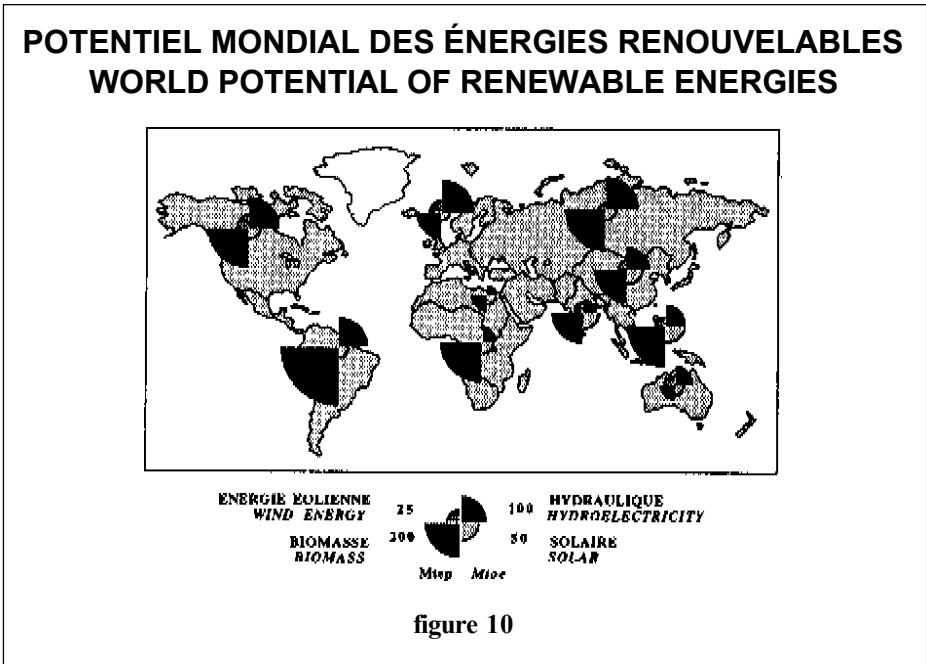 POTENTIEL MONDIAL DES ÉNERGIES RENOUVELABLES
WORLD POTENTIAL OF RENEWABLE ENERGIES
ENERGIE EOLIENNE 25 100 HYDRAULIQUE
WIND ENERGY HYDROELECTRICITY
BIOMASSE 200 50 SOLAIRE
BIOMASS SOLAR
Mtep Mtoe
figure 10